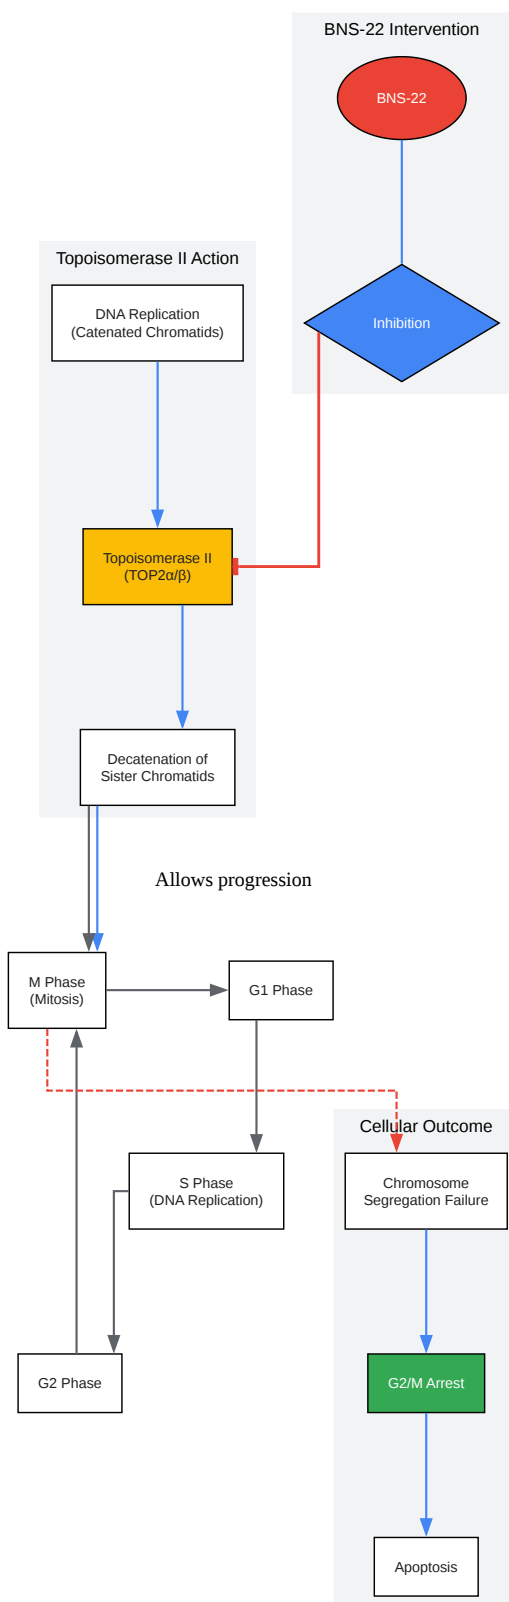 BNS-22 Intervention
BNS-22
Inhibition
Topoisomerase II Action
DNA Replication
(Catenated Chromatids)
Topoisomerase II
(TOP2α/β)
Decatenation of
Sister Chromatids
Allows progression
M Phase
(Mitosis)
G1 Phase
S Phase
(DNA Replication)
G2 Phase
Cellular Outcome
Chromosome
Segregation Failure
G2/M Arrest
Apoptosis